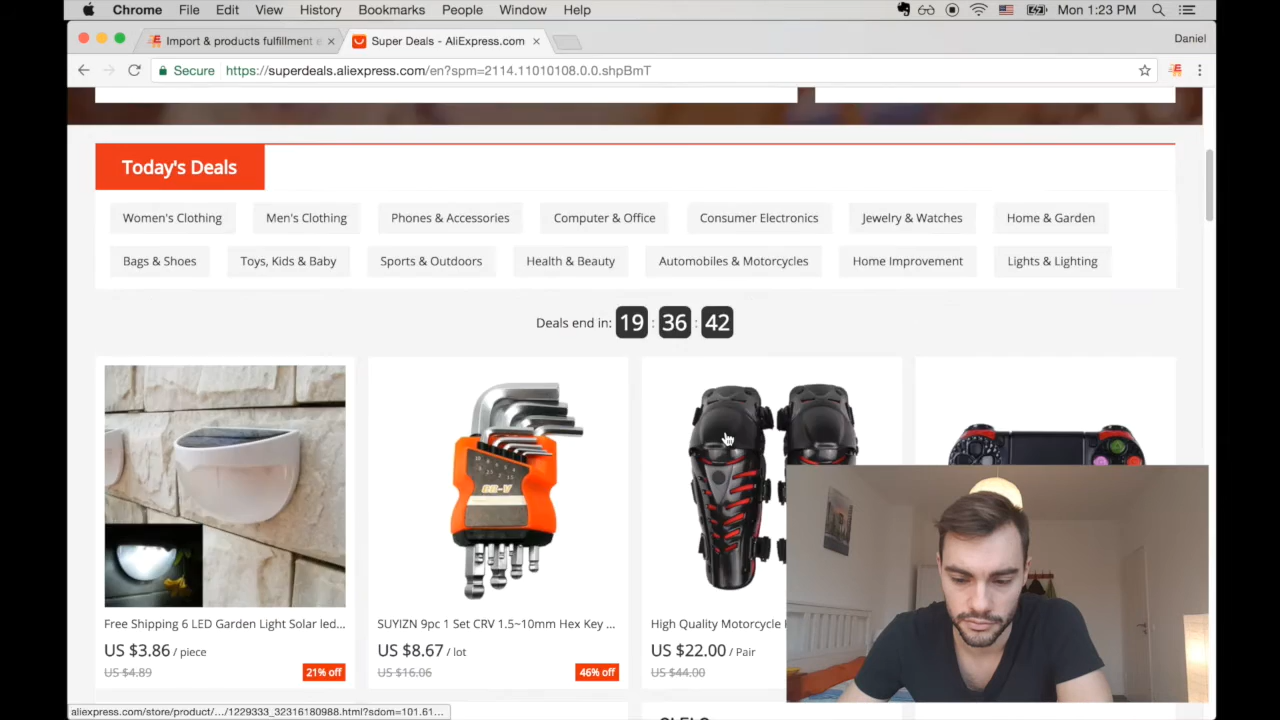 Chrome File Edit View History Bookmarks People Window Help Mon 1:23 PM
Import & products fulfillment × Super Deals - AliExpress.com × Daniel
Secure https://superdeals.aliexpress.com/en?spm=2114.11010108.0.0.shpBmT
Today's Deals
Women's Clothing Men's Clothing Phones & Accessories Computer & Office Consumer Electronics Jewelry & Watches Home & Garden
Bags & Shoes Toys, Kids & Baby Sports & Outdoors Health & Beauty Automobiles & Motorcycles Home Improvement Lights & Lighting
Deals end in: 19 : 36 : 42
Free Shipping 6 LED Garden Light Solar led... SUYIZN 9pc 1 Set CRV 1.5~10mm Hex Key ... High Quality Motorcycle
US $3.86 / piece US $8.67 / lot US $22.00 / Pair
US $4.89 21% off US $16.06 46% off US $44.00
aliexpress.com/store/product/.../1229333_32316180988.html?sdom=101.61...